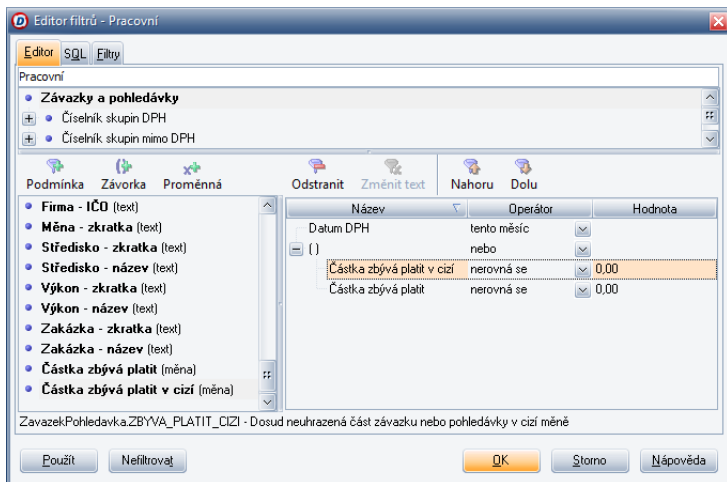 Editor filtrů - Pracovní
Editor SQL Filtry
Pracovní
Závazky a pohledávky
Číselník skupin DPH
Číselník skupin mimo DPH
Podmínka Závorka Proměnná Odstranit Změnit text Nahoru Dolu
Firma - IČO (text)
Měna - zkratka (text)
Středisko - zkratka (text)
Středisko - název (text)
Výkon - zkratka (text)
Výkon - název (text)
Zakázka - zkratka (text)
Zakázka - název (text)
Částka zbývá platit (měna)
Částka zbývá platit v cizí (měna)
Název Operátor Hodnota
Datum DPH tento měsíc
( ) nebo
Částka zbývá platit v cizí nerovná se 0,00
Částka zbývá platit nerovná se 0,00
ZavazekPohledavka.ZBYVA_PLATIT_CIZI - Dosud neuhrazená část závazku nebo pohledávky v cizí měně
Použít Nefiltrovat OK Storno Nápověda